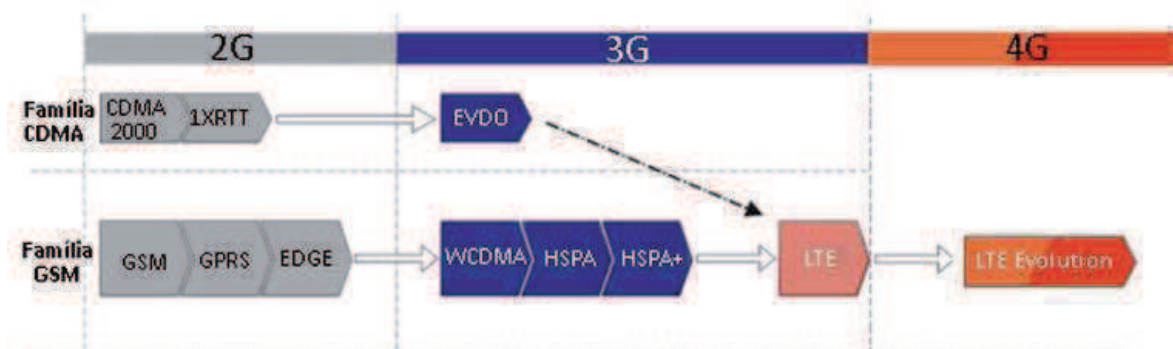 2G
3G
4G
Família
CDMA
CDMA
2000
1XRTT
EVDO
Família
GSM
GSM
GPRS
EDGE
WCDMA
HSPA
HSPA+
LTE
LTE Evolution